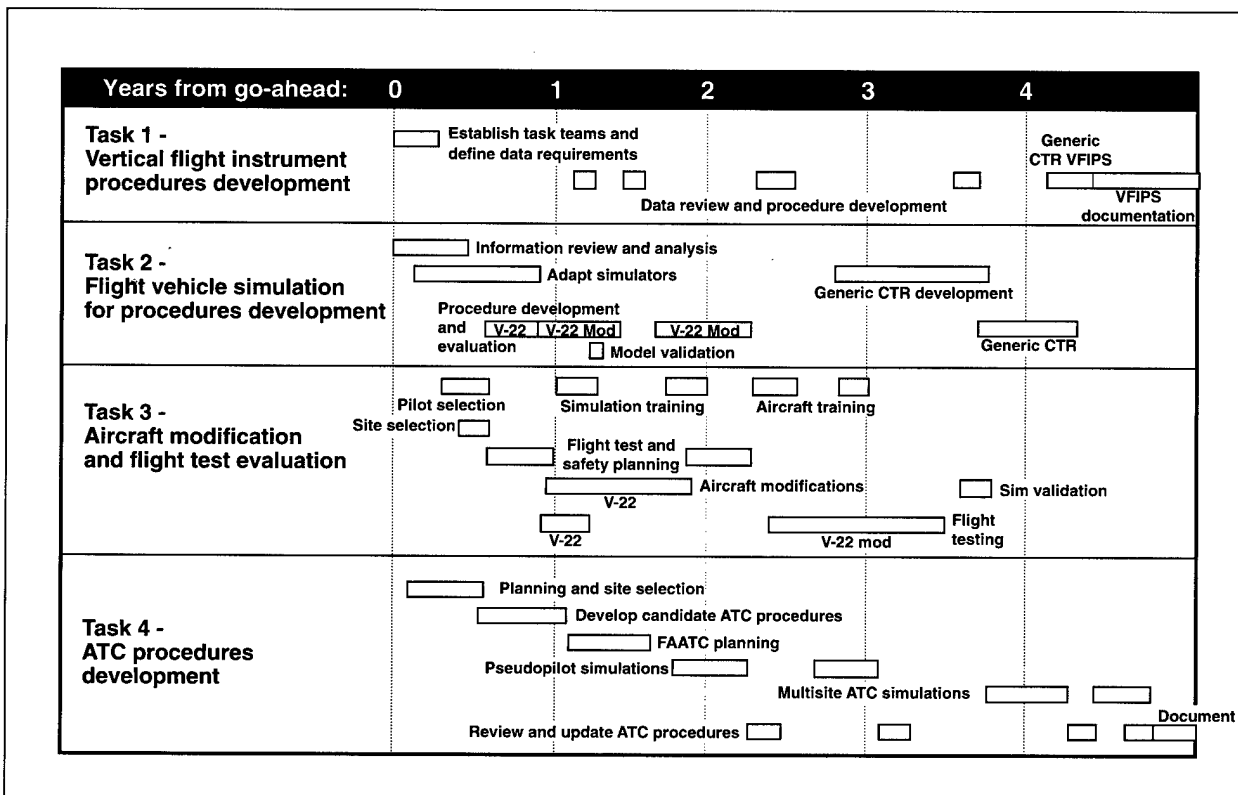 Years from go-ahead: 0 1 2 3 4
Task 1 -
Vertical flight instrument
procedures development
Establish task teams and
define data requirements
Data review and procedure development
Generic
CTR VFIPS
VFIPS
documentation
Task 2 -
Flight vehicle simulation
for procedures development
Information review and analysis
Adapt simulators
Generic CTR development
Procedure development
and
evaluation
V-22
V-22 Mod
V-22 Mod
Generic CTR
Model validation
Task 3 -
Aircraft modification
and flight test evaluation
Pilot selection
Simulation training
Aircraft training
Site selection
Flight test and
safety planning
Aircraft modifications
V-22
Sim validation
V-22
V-22 mod
Flight
testing
Task 4 -
ATC procedures
development
Planning and site selection
Develop candidate ATC procedures
FAATC planning
Pseudopilot simulations
Multisite ATC simulations
Review and update ATC procedures
Document